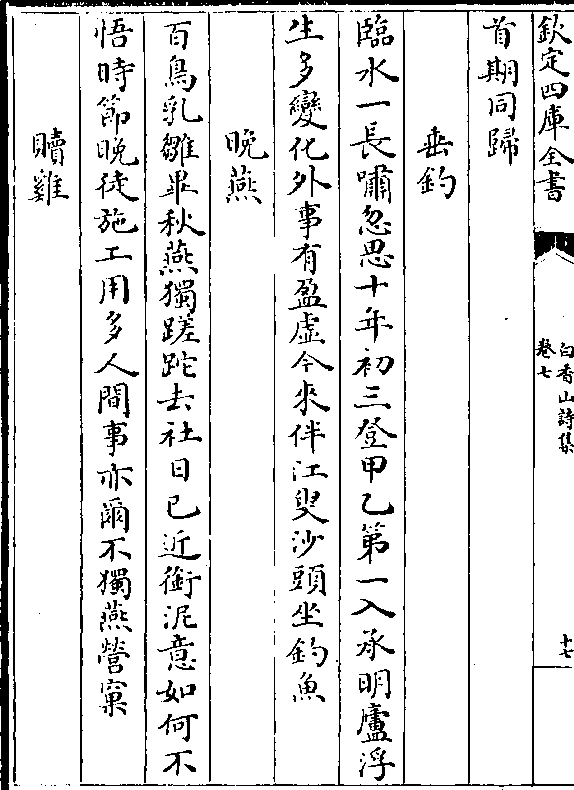 欽定四庫全書
白香山詩集
卷七
十七
首期同歸
垂釣
臨水一長嘯忽思十年初三登甲乙第一入承明廬浮
生多變化外事有盈虛今來伴江叟沙頭坐釣魚
晚燕
百鳥乳雛畢秋燕獨蹉跎去社日已近銜泥意如何不
悟時節晚徒施工用多人間事亦爾不獨燕營窠
贖雞